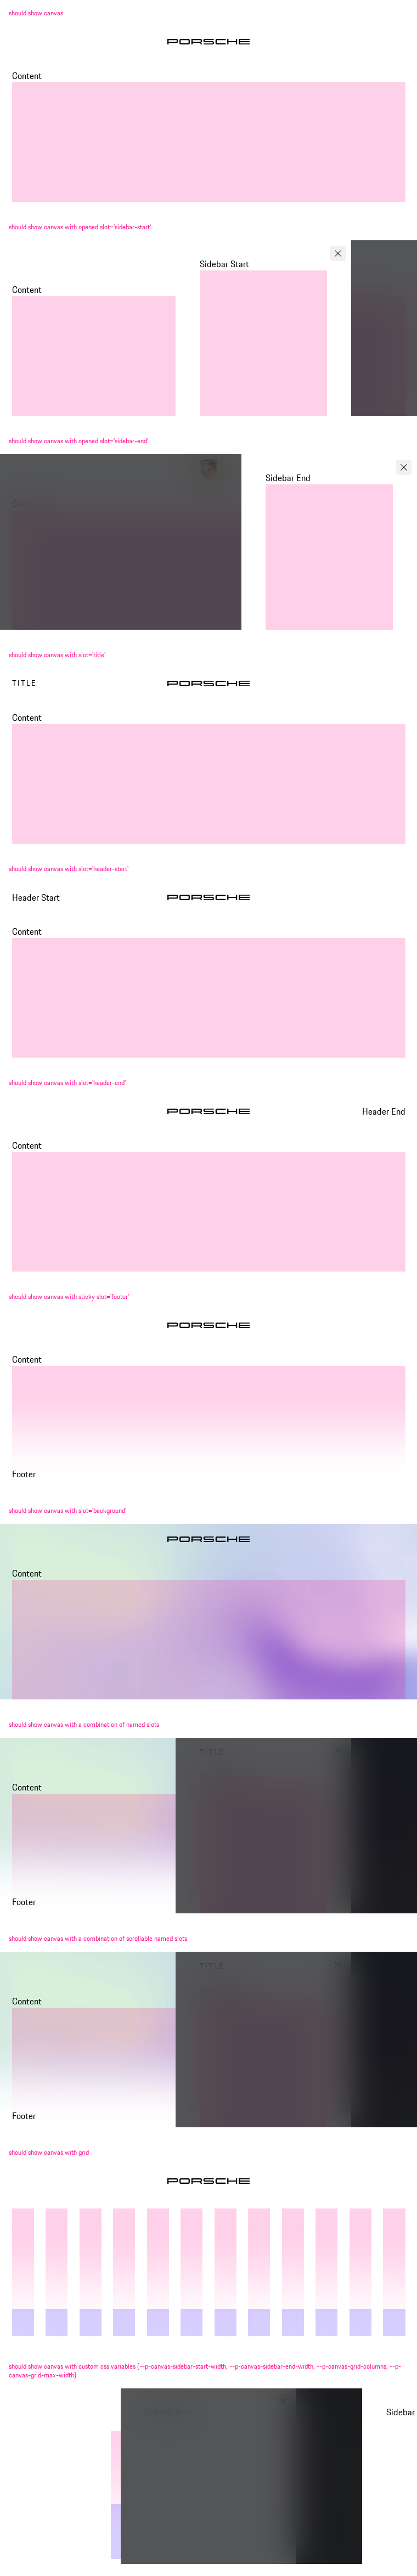 should show canvas
PORSCHE
Content
should show canvas with opened slot='sidebar-start'
Sidebar Start
Content
should show canvas with opened slot='sidebar-end'
Sidebar End
should show canvas with slot='title'
TITLE PORSCHE
Content
should show canvas with slot='header-start'
Header Start PORSCHE
Content
should show canvas with slot='header-end'
PORSCHE Header End
Content
should show canvas with sticky slot='footer'
PORSCHE
Content
Footer
should show canvas with slot='background'
PORSCHE
Content
should show canvas with a combination of named slots
TITLE
Content
Footer
should show canvas with a combination of scrollable named slots
TITLE
Content
Footer
should show canvas with grid
PORSCHE
should show canvas with custom css variables (--p-canvas-sidebar-start-width, --p-canvas-sidebar-end-width, --p-canvas-grid-columns, --p-
canvas-grid-max-width)
Sidebar